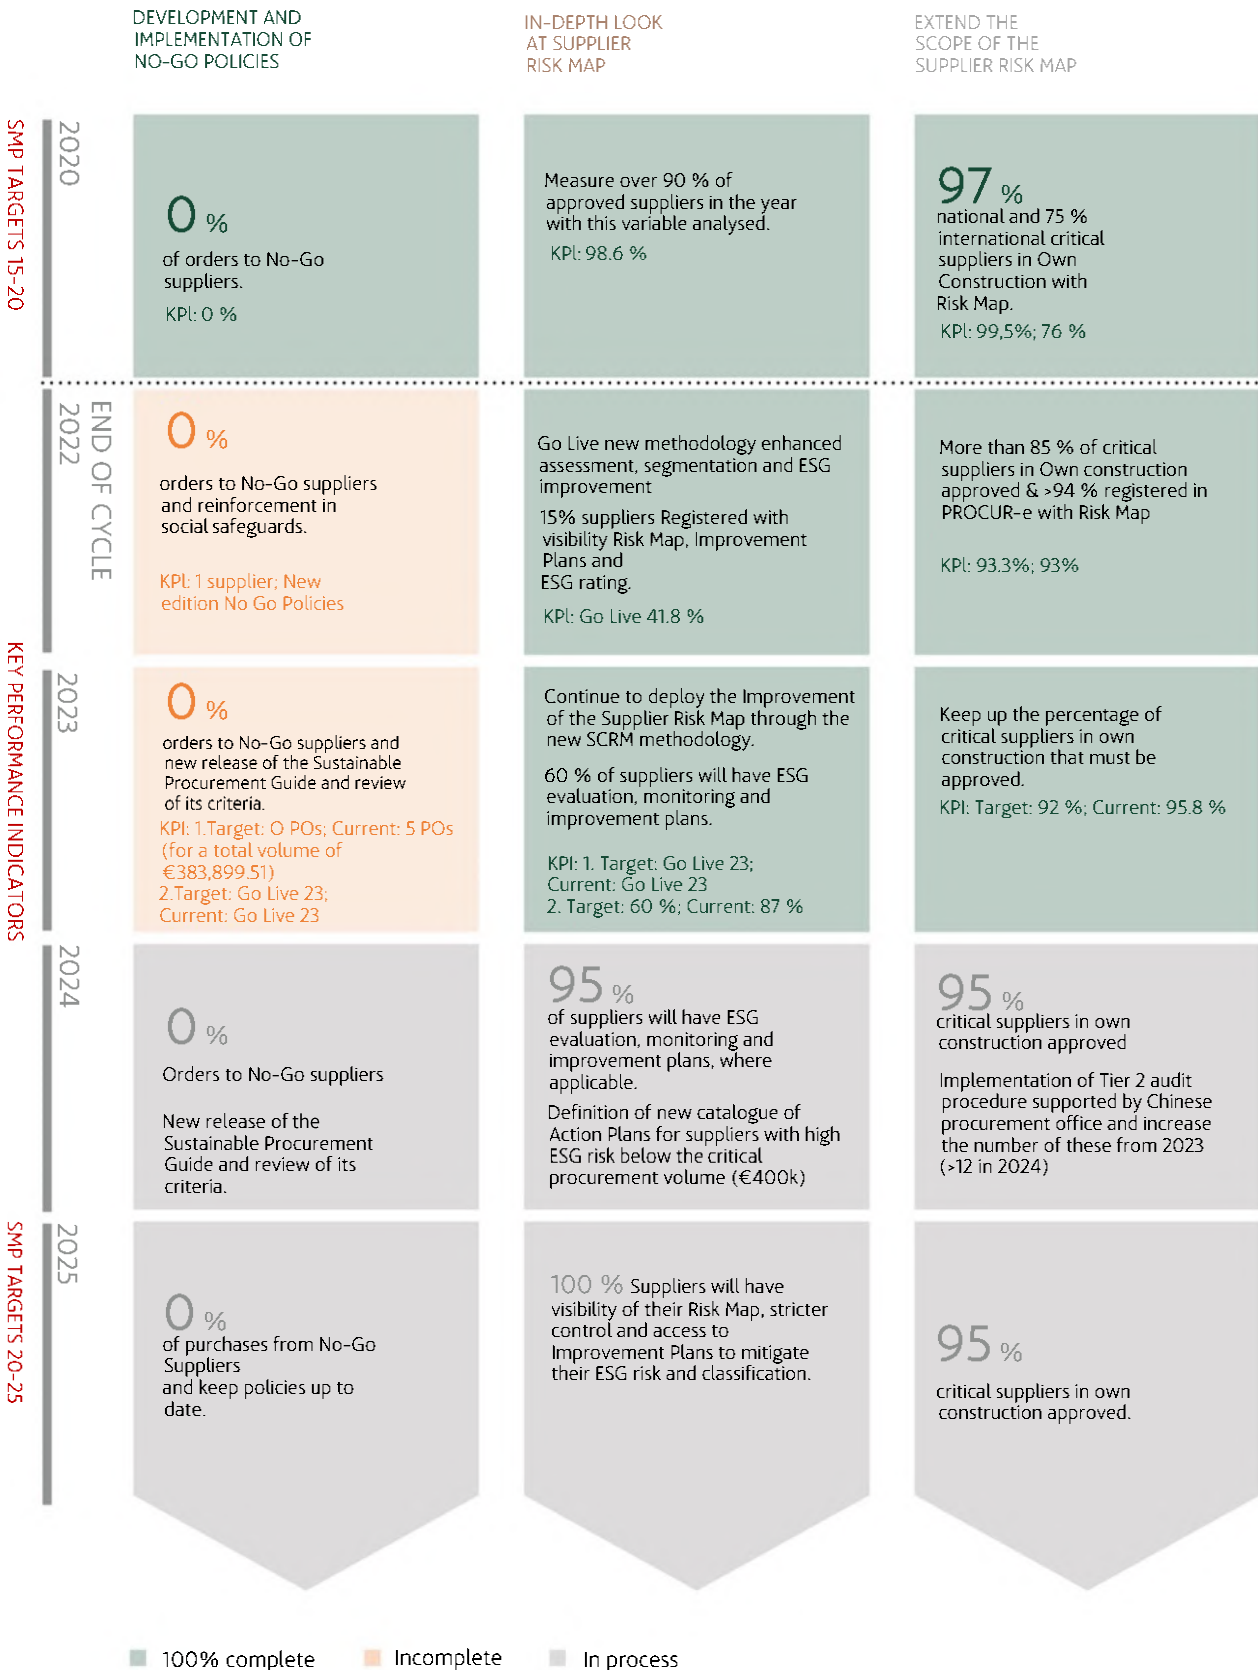 DEVELOPMENT AND
IMPLEMENTATION OF
NO-GO POLICIES
IN-DEPTH LOOK
AT SUPPLIER
RISK MAP
EXTEND THE
SCOPE OF THE
SUPPLIER RISK MAP
SMP TARGETS 15-20
2020
0 %
of orders to No-Go
suppliers.
KPl: 0 %
Measure over 90 % of
approved suppliers in the year
with this variable analysed.
KPl: 98.6 %
97 %
national and 75 %
international critical
suppliers in Own
Construction with
Risk Map.
KPl: 99,5%; 76 %
END OF CYCLE
2022
0 %
orders to No-Go suppliers
and reinforcement in
social safeguards.
KPl: 1 supplier; New
edition No Go Policies
Go Live new methodology enhanced
assessment, segmentation and ESG
improvement
15% suppliers Registered with
visibility Risk Map, Improvement
Plans and
ESG rating.
KPl: Go Live 41.8 %
More than 85 % of critical
suppliers in Own construction
approved & >94 % registered in
PROCUR-e with Risk Map
KPl: 93.3%; 93%
KEY PERFORMANCE INDICATORS
2023
0 %
orders to No-Go suppliers and
new release of the Sustainable
Procurement Guide and review
of its criteria.
KPI: 1.Target: O POs; Current: 5 POs
(for a total volume of
€383,899.51)
2.Target: Go Live 23;
Current: Go Live 23
Continue to deploy the Improvement
of the Supplier Risk Map through the
new SCRM methodology.
60 % of suppliers will have ESG
evaluation, monitoring and
improvement plans.
KPI: 1. Target: Go Live 23;
Current: Go Live 23
2. Target: 60 %; Current: 87 %
Keep up the percentage of
critical suppliers in own
construction that must be
approved.
KPI: Target: 92 %; Current: 95.8 %
2024
0 %
Orders to No-Go suppliers
New release of the
Sustainable Procurement
Guide and review of its
criteria.
95 %
of suppliers will have ESG
evaluation, monitoring and
improvement plans, where
applicable.
Definition of new catalogue of
Action Plans for suppliers with high
ESG risk below the critical
procurement volume (€400k)
95 %
critical suppliers in own
construction approved
Implementation of Tier 2 audit
procedure supported by Chinese
procurement office and increase
the number of these from 2023
(>12 in 2024)
SMP TARGETS 20-25
2025
0 %
of purchases from No-Go
Suppliers
and keep policies up to
date.
100 % Suppliers will have
visibility of their Risk Map, stricter
control and access to
Improvement Plans to mitigate
their ESG risk and classification.
95 %
critical suppliers in own
construction approved.
100% complete
Incomplete
In process